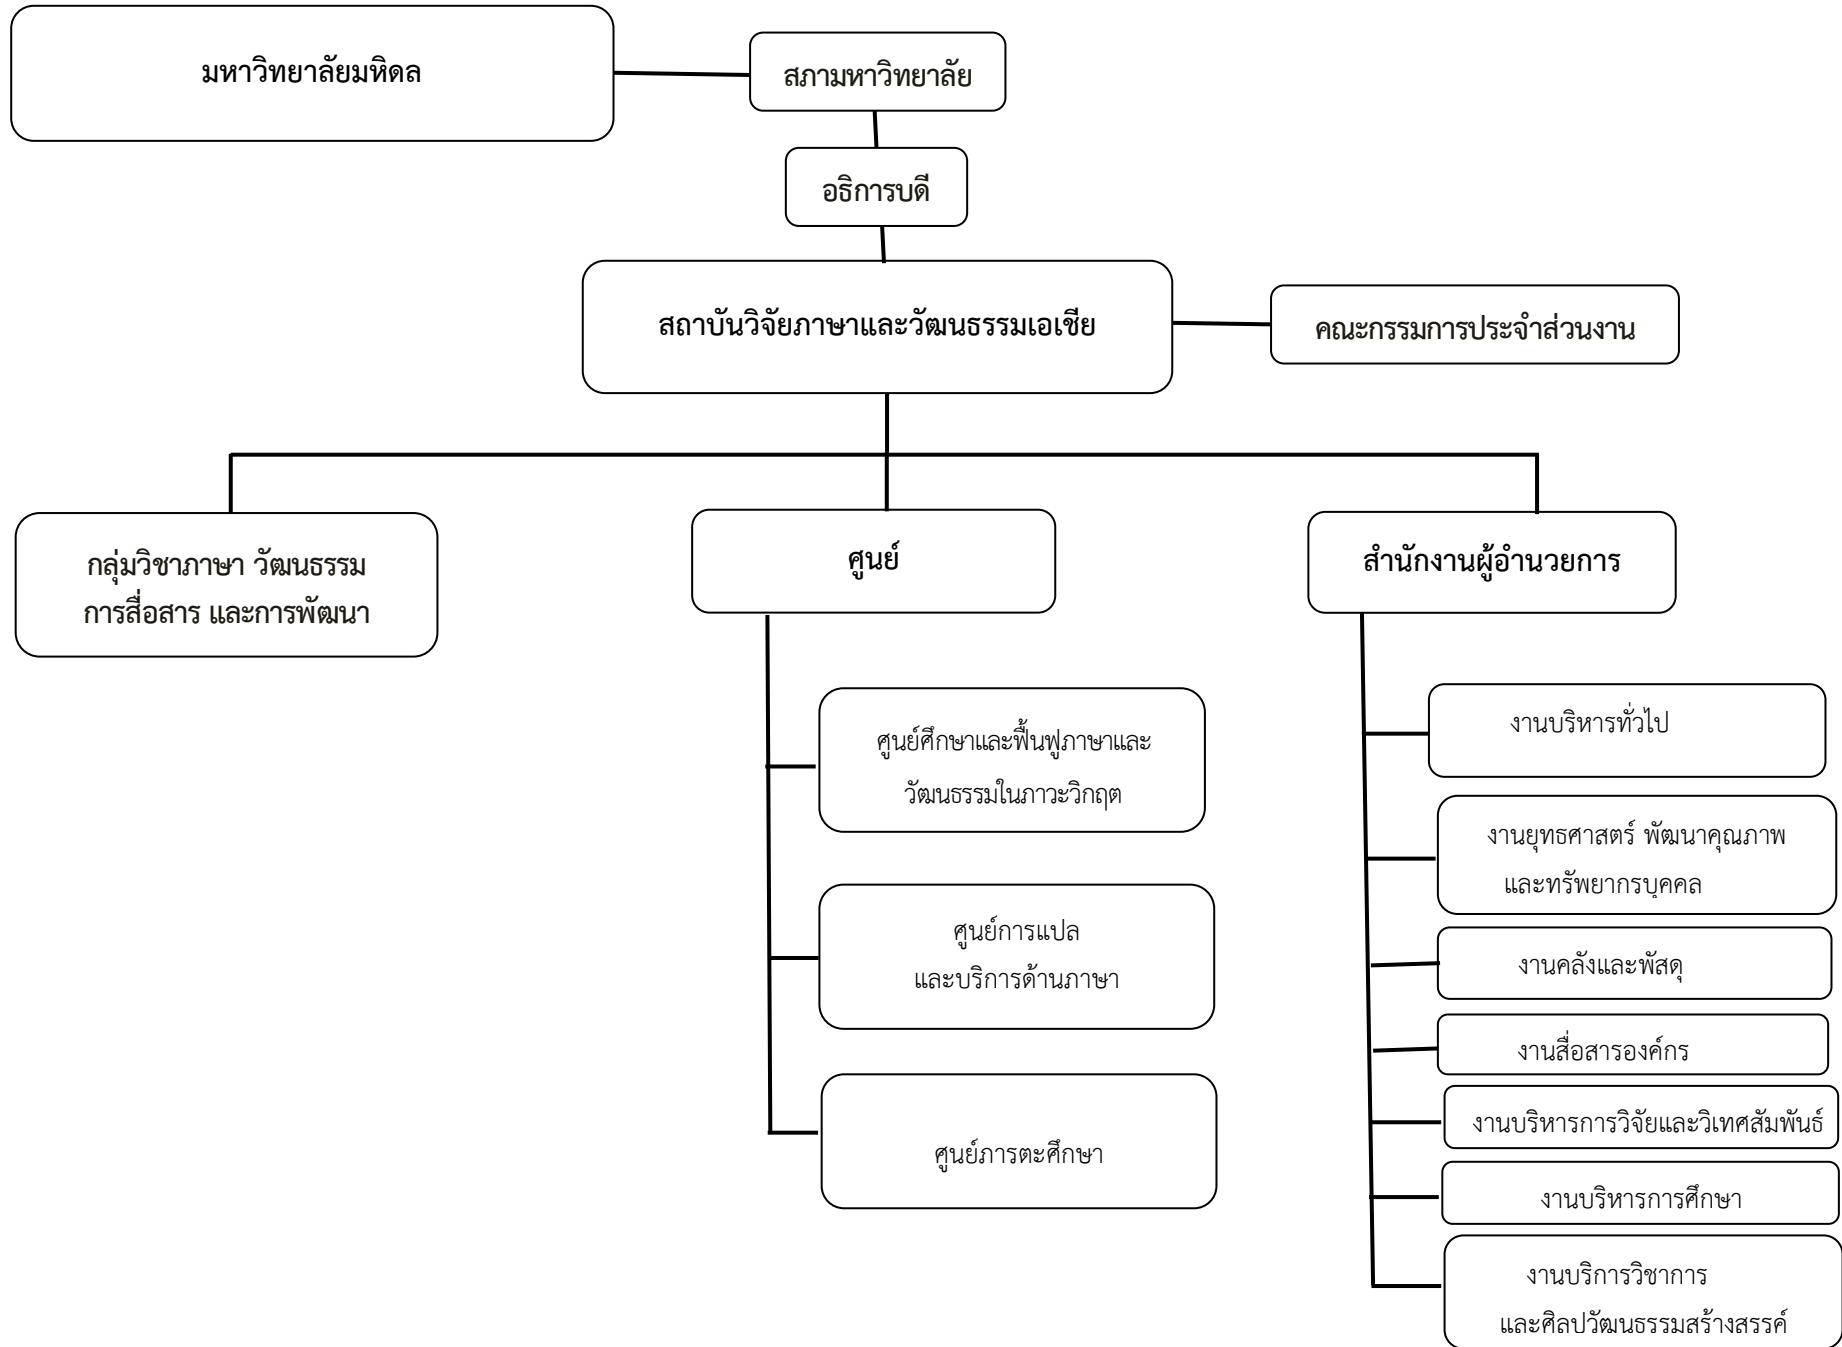 มหาวิทยาลัยมหิดล
สภามหาวิทยาลัย
อธิการบดี
สถาบันวิจัยภาษาและวัฒนธรรมเอเชีย
คณะกรรมการประจำส่วนงาน
กลุ่มวิชาภาษา วัฒนธรรม
การสื่อสาร และการพัฒนา
ศูนย์
ศูนย์ศึกษาและฟื้นฟูภาษาและ
วัฒนธรรมในภาวะวิกฤต
ศูนย์การแปล
และบริการด้านภาษา
ศูนย์ภารตะศึกษา
สำนักงานผู้อำนวยการ
งานบริหารทั่วไป
งานยุทธศาสตร์ พัฒนาคุณภาพ
และทรัพยากรบุคคล
งานคลังและพัสดุ
งานสื่อสารองค์กร
งานบริหารการวิจัยและวิเทศสัมพันธ์
งานบริหารการศึกษา
งานบริการวิชาการ
และศิลปวัฒนธรรมสร้างสรรค์